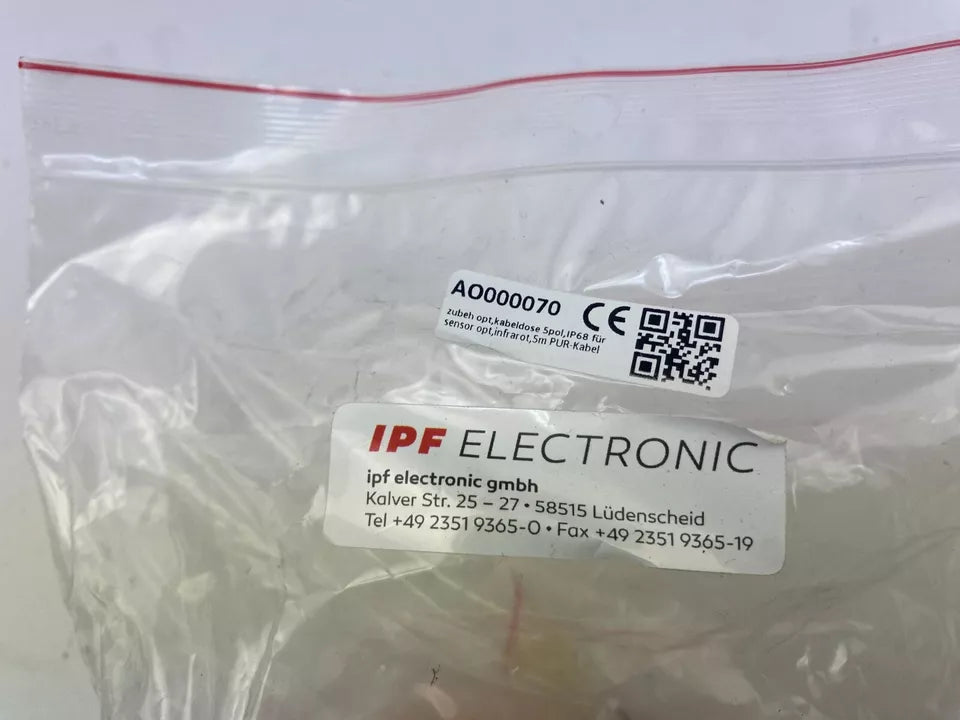 AO000070 CE
zubeh opt,kabeldose 5pol,IP68 für
sensor opt,infrarot,5m PUR-Kabel
IPF ELECTRONIC
ipf electronic gmbh
Kalver Str. 25 – 27 • 58515 Lüdenscheid
Tel +49 2351 9365-0 • Fax +49 2351 9365-19